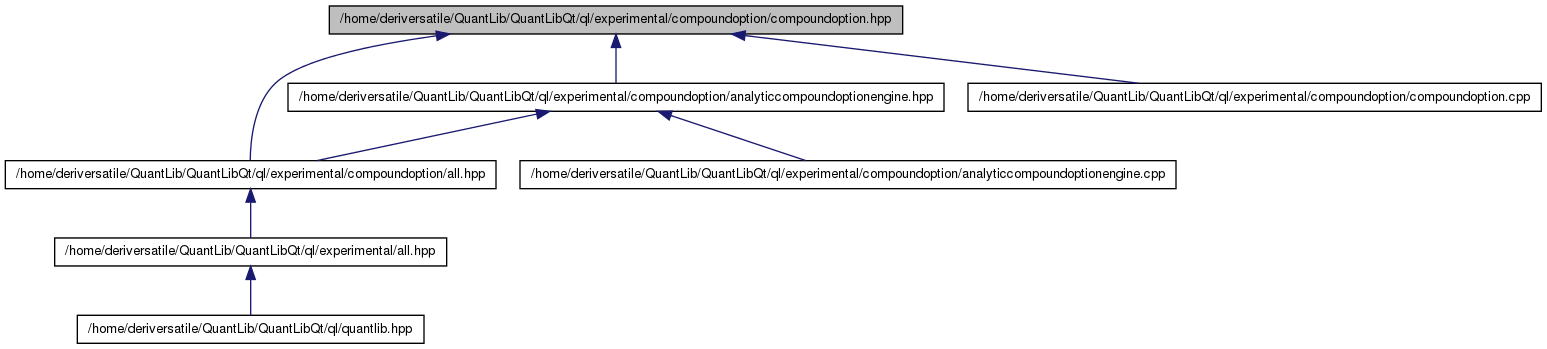 /home/deriversatile/QuantLib/QuantLibQt/ql/experimental/compoundoption/compoundoption.hpp
/home/deriversatile/QuantLib/QuantLibQt/ql/experimental/compoundoption/analyticcompoundoptionengine.hpp
/home/deriversatile/QuantLib/QuantLibQt/ql/experimental/compoundoption/compoundoption.cpp
/home/deriversatile/QuantLib/QuantLibQt/ql/experimental/compoundoption/all.hpp
/home/deriversatile/QuantLib/QuantLibQt/ql/experimental/compoundoption/analyticcompoundoptionengine.cpp
/home/deriversatile/QuantLib/QuantLibQt/ql/experimental/all.hpp
/home/deriversatile/QuantLib/QuantLibQt/ql/quantlib.hpp